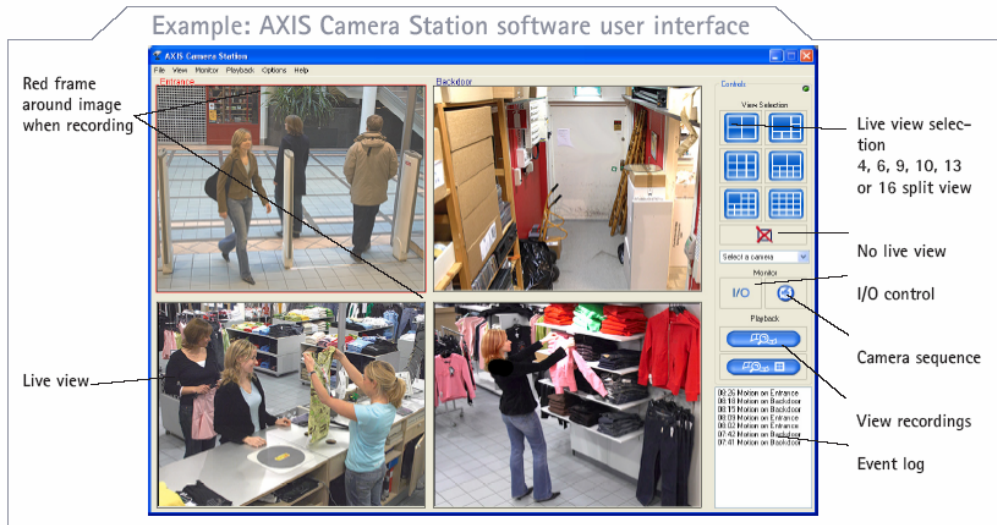 Example: AXIS Camera Station software user interface
AXIS Camera Station
File View Monitor Playback Options Help
Entrance
Backdoor
Controls
View Selection
Select a camera
Monitor
I/O
Playback
08:26 Motion on Entrance
08:18 Motion on Backdoor
08:15 Motion on Backdoor
08:09 Motion on Entrance
08:02 Motion on Entrance
07:42 Motion on Backdoor
07:41 Motion on Backdoor
Red frame
around image
when recording
Live view
Live view selec-
tion
4, 6, 9, 10, 13
or 16 split view
No live view
I/O control
Camera sequence
View recordings
Event log